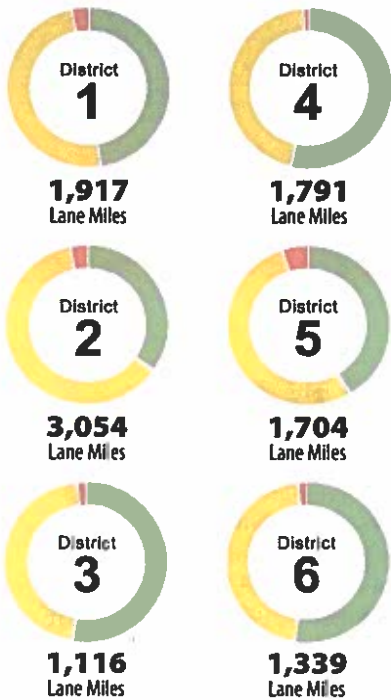 District
1
1,917
Lane Miles
District
4
1,791
Lane Miles
District
2
3,054
Lane Miles
District
5
1,704
Lane Miles
District
3
1,116
Lane Miles
District
6
1,339
Lane Miles